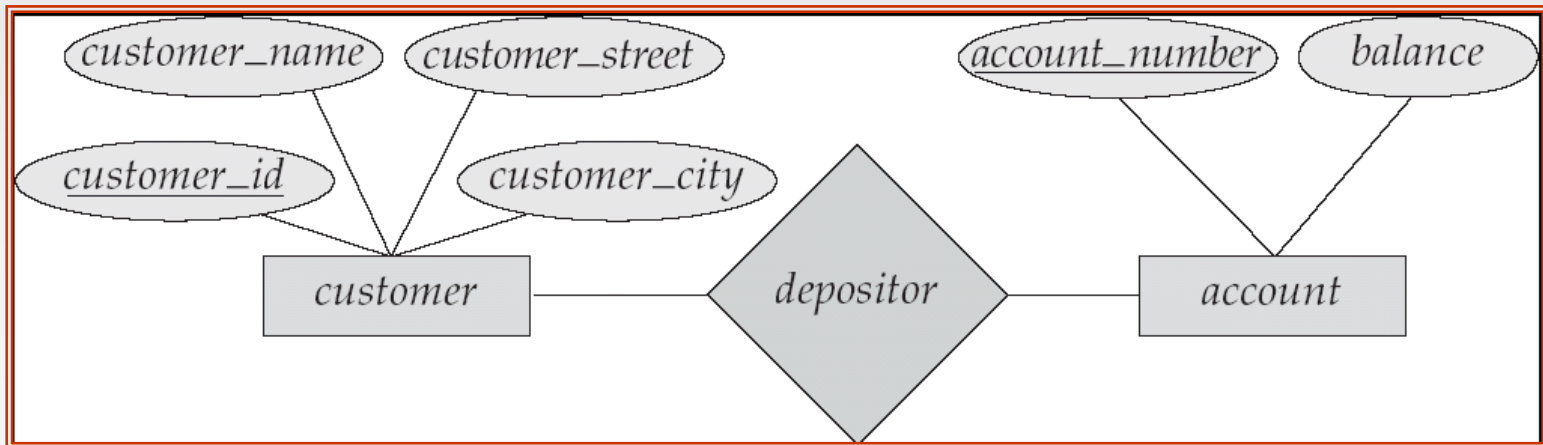 customer_name
customer_street
account_number
balance
customer_id
customer_city
customer
depositor
account